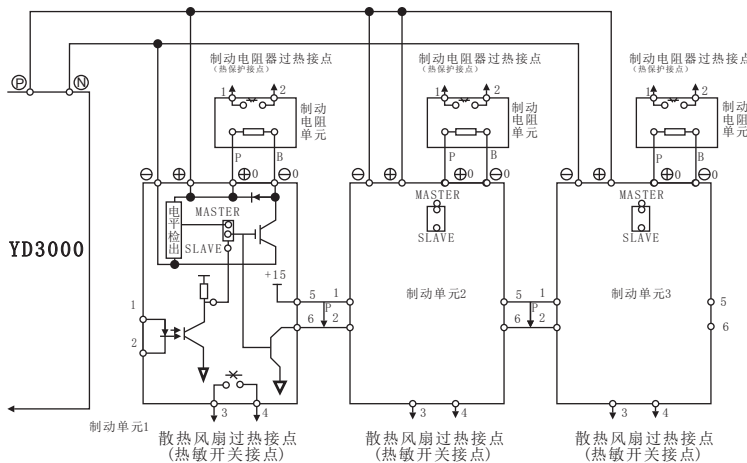 制动电阻器过热接点
（热保护接点）
1
2
制动
电阻
单元
P
B
制动电阻器过热接点
（热保护接点）
1
2
制动
电阻
单元
P
B
制动电阻器过热接点
（热保护接点）
1
2
制动
电阻
单元
P
B
P
N
⊖ ⊕ ⊕0 ⊖0
⊖ ⊕ ⊕0 ⊖0
⊖ ⊕ ⊕0 ⊖0
YD3000
电平检出
MASTER
SLAVE
+15
1
2
5
6
3
4
制动单元1
散热风扇过热接点
(热敏开关接点)
P
1
2
MASTER
SLAVE
制动单元2
5
6
3
4
散热风扇过热接点
(热敏开关接点)
P
1
2
MASTER
SLAVE
制动单元3
5
6
3
4
散热风扇过热接点
(热敏开关接点)